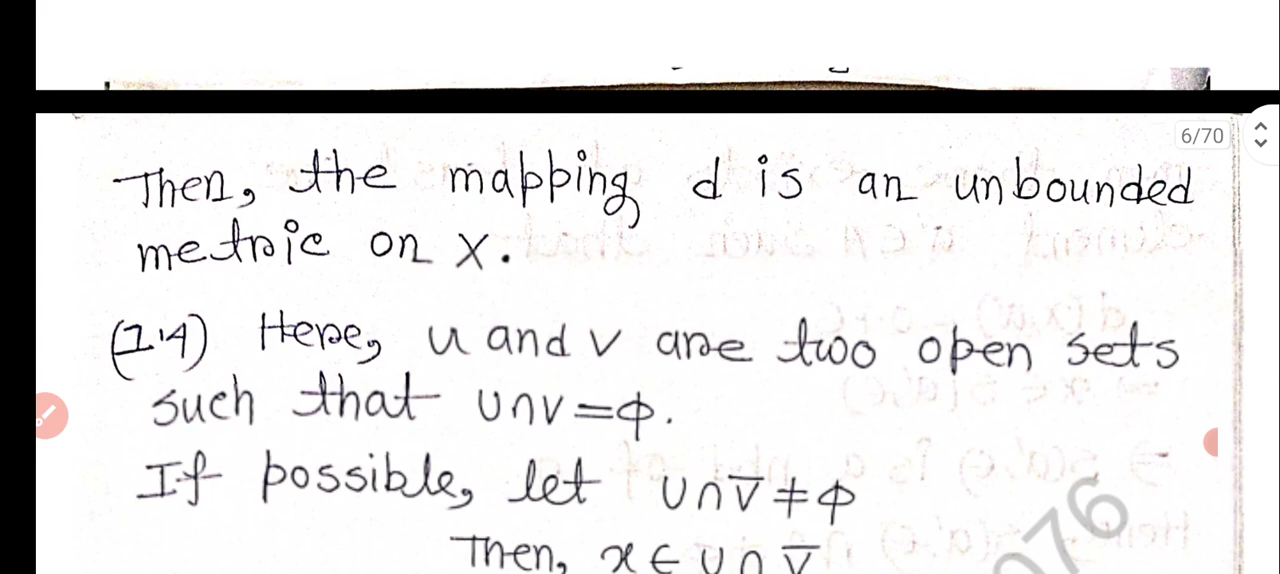 6/70
Then, the mapping d is an unbounded
metric on X.
(1.4) Here, u and v are two open sets
such that U∩V=ϕ.
If possible, let U∩V̅≠ϕ
Then, x∈U∩V̅
076